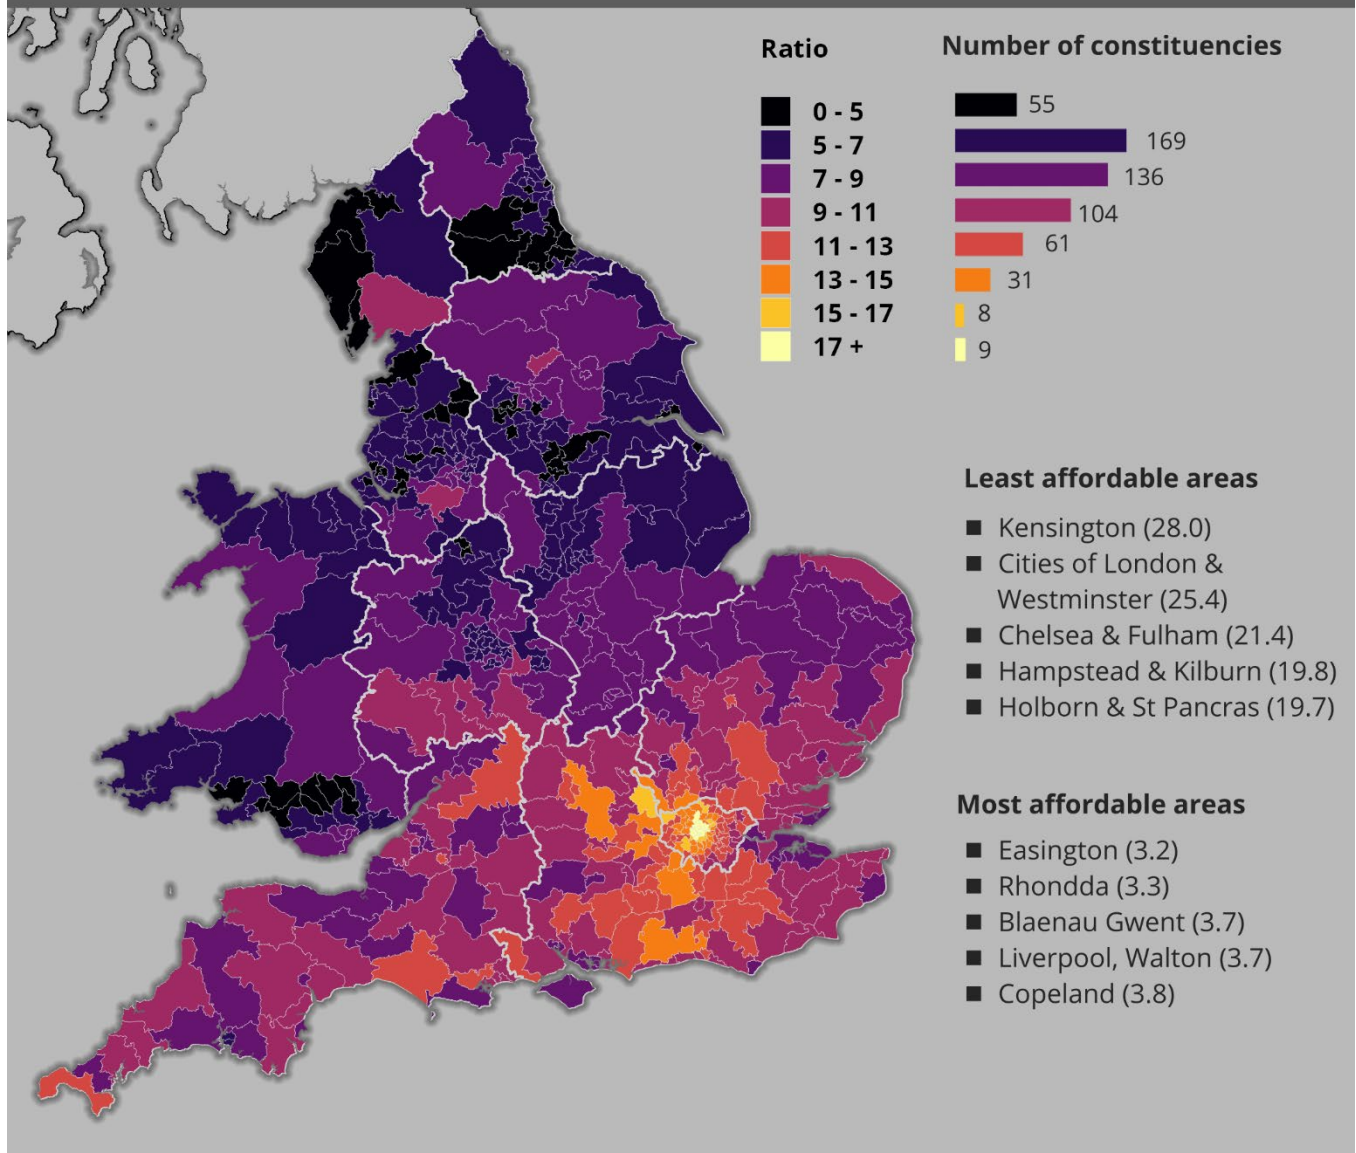 Ratio
0 - 5
5 - 7
7 - 9
9 - 11
11 - 13
13 - 15
15 - 17
17 +
Number of constituencies
55
169
136
104
61
31
8
9
Least affordable areas
■ Kensington (28.0)
■ Cities of London &
Westminster (25.4)
■ Chelsea & Fulham (21.4)
■ Hampstead & Kilburn (19.8)
■ Holborn & St Pancras (19.7)
Most affordable areas
■ Easington (3.2)
■ Rhondda (3.3)
■ Blaenau Gwent (3.7)
■ Liverpool, Walton (3.7)
■ Copeland (3.8)